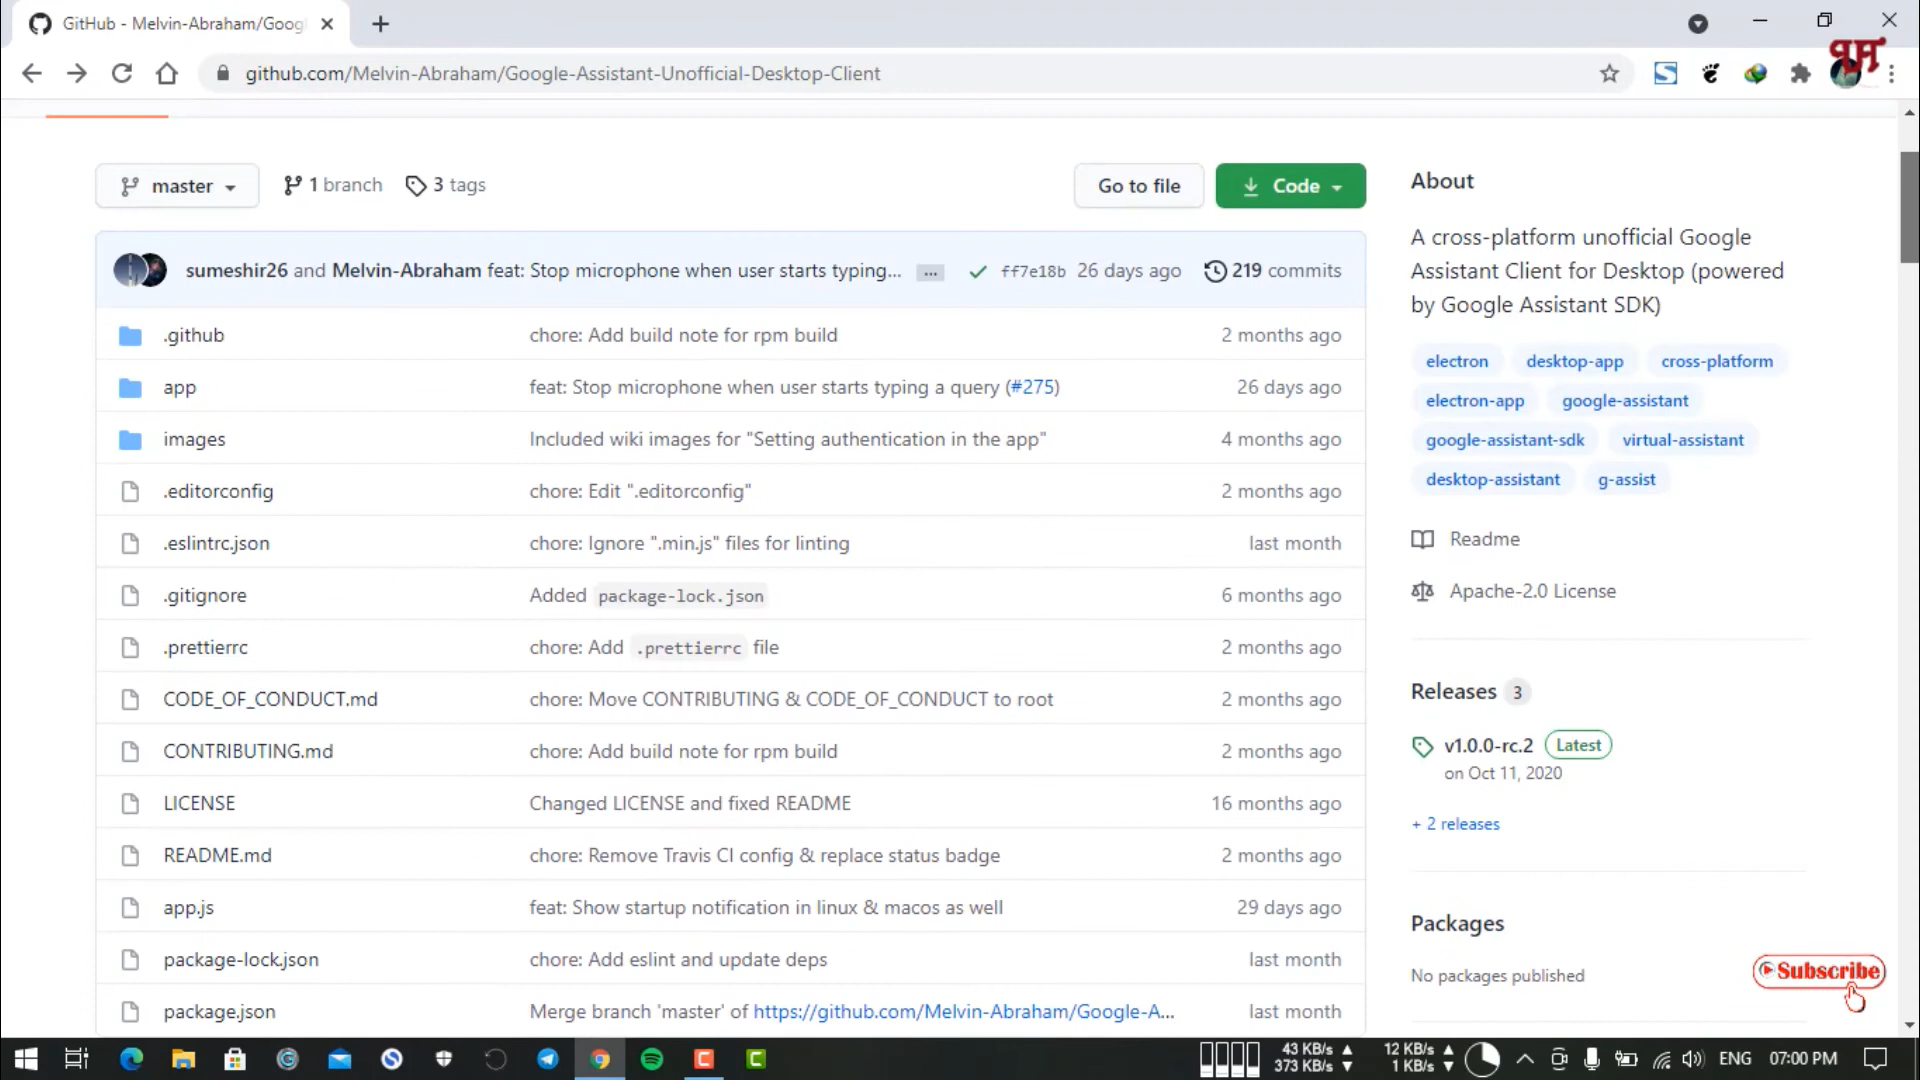 GitHub - Melvin-Abraham/Goog
github.com/Melvin-Abraham/Google-Assistant-Unofficial-Desktop-Client
master
1 branch
3 tags
Go to file
Code
sumeshir26 and Melvin-Abraham feat: Stop microphone when user starts typing... ... ff7e18b 26 days ago 219 commits
.github chore: Add build note for rpm build 2 months ago
app feat: Stop microphone when user starts typing a query (#275) 26 days ago
images Included wiki images for "Setting authentication in the app" 4 months ago
.editorconfig chore: Edit ".editorconfig" 2 months ago
.eslintrc.json chore: Ignore ".min.js" files for linting last month
.gitignore Added package-lock.json 6 months ago
.prettierrc chore: Add .prettierrc file 2 months ago
CODE_OF_CONDUCT.md chore: Move CONTRIBUTING & CODE_OF_CONDUCT to root 2 months ago
CONTRIBUTING.md chore: Add build note for rpm build 2 months ago
LICENSE Changed LICENSE and fixed README 16 months ago
README.md chore: Remove Travis CI config & replace status badge 2 months ago
app.js feat: Show startup notification in linux & macos as well 29 days ago
package-lock.json chore: Add eslint and update deps last month
package.json Merge branch 'master' of https://github.com/Melvin-Abraham/Google-A... last month
About
A cross-platform unofficial Google
Assistant Client for Desktop (powered
by Google Assistant SDK)
electron desktop-app cross-platform
electron-app google-assistant
google-assistant-sdk virtual-assistant
desktop-assistant g-assist
Readme
Apache-2.0 License
Releases 3
v1.0.0-rc.2 Latest
on Oct 11, 2020
+ 2 releases
Packages
No packages published
Subscribe
43 KB/s 12 KB/s
373 KB/s 1 KB/s
ENG 07:00 PM